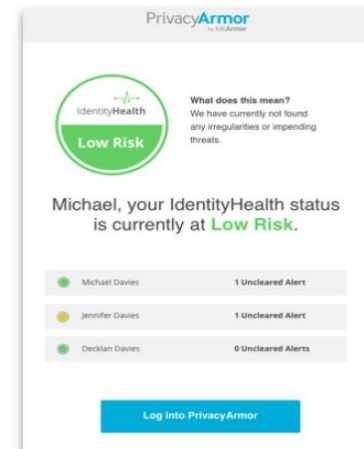 PrivacyArmor
by InfoArmor
IdentityHealth
Low Risk
What does this mean?
We have currently not found
any irregularities or impending
threats.
Michael, your IdentityHealth status
is currently at Low Risk.
Michael Davies 1 Uncleared Alert
Jennifer Davies 1 Uncleared Alert
Decklan Davies 0 Uncleared Alerts
Log into PrivacyArmor